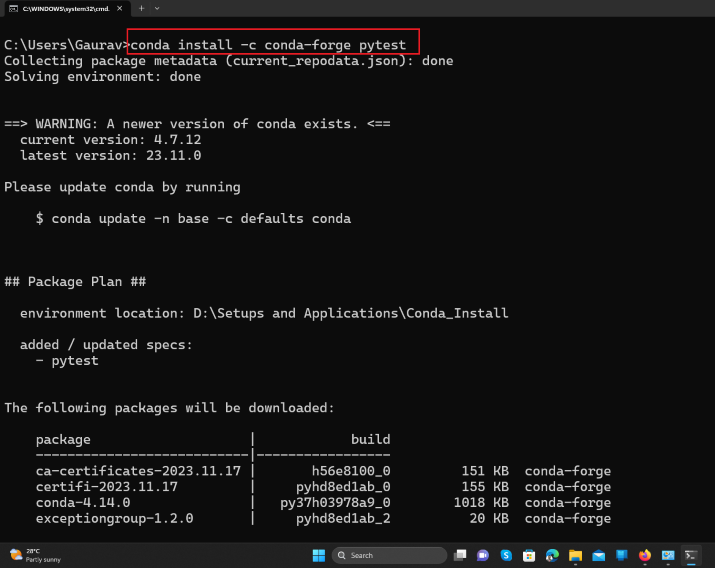 C:\WINDOWS\system32\cmd.
C:\Users\Gaurav>conda install -c conda-forge pytest
Collecting package metadata (current_repodata.json): done
Solving environment: done
==> WARNING: A newer version of conda exists. <==
current version: 4.7.12
latest version: 23.11.0
Please update conda by running
$ conda update -n base -c defaults conda
## Package Plan ##
environment location: D:\Setups and Applications\Conda_Install
added / updated specs:
- pytest
The following packages will be downloaded:
package | build
---------------------------|-----------------
ca-certificates-2023.11.17 | h56e8100_0 151 KB conda-forge
certifi-2023.11.17 | pyhd8ed1ab_0 155 KB conda-forge
conda-4.14.0 | py37h03978a9_0 1018 KB conda-forge
exceptiongroup-1.2.0 | pyhd8ed1ab_2 20 KB conda-forge
28°C
Partly sunny
Search